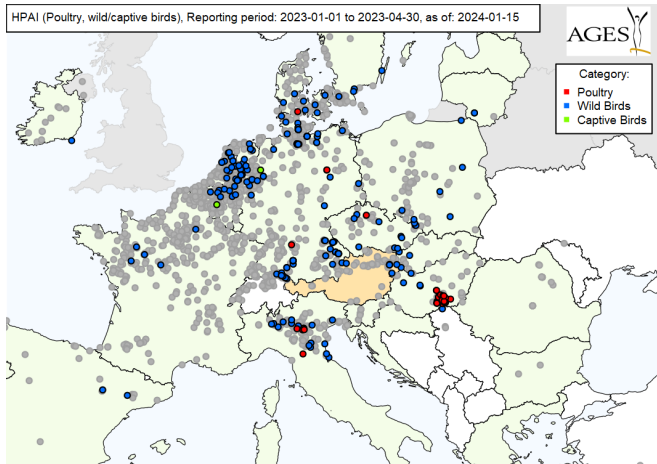 HPAI (Poultry, wild/captive birds), Reporting period: 2023-01-01 to 2023-04-30, as of: 2024-01-15
AGES
Category:
Poultry
Wild Birds
Captive Birds